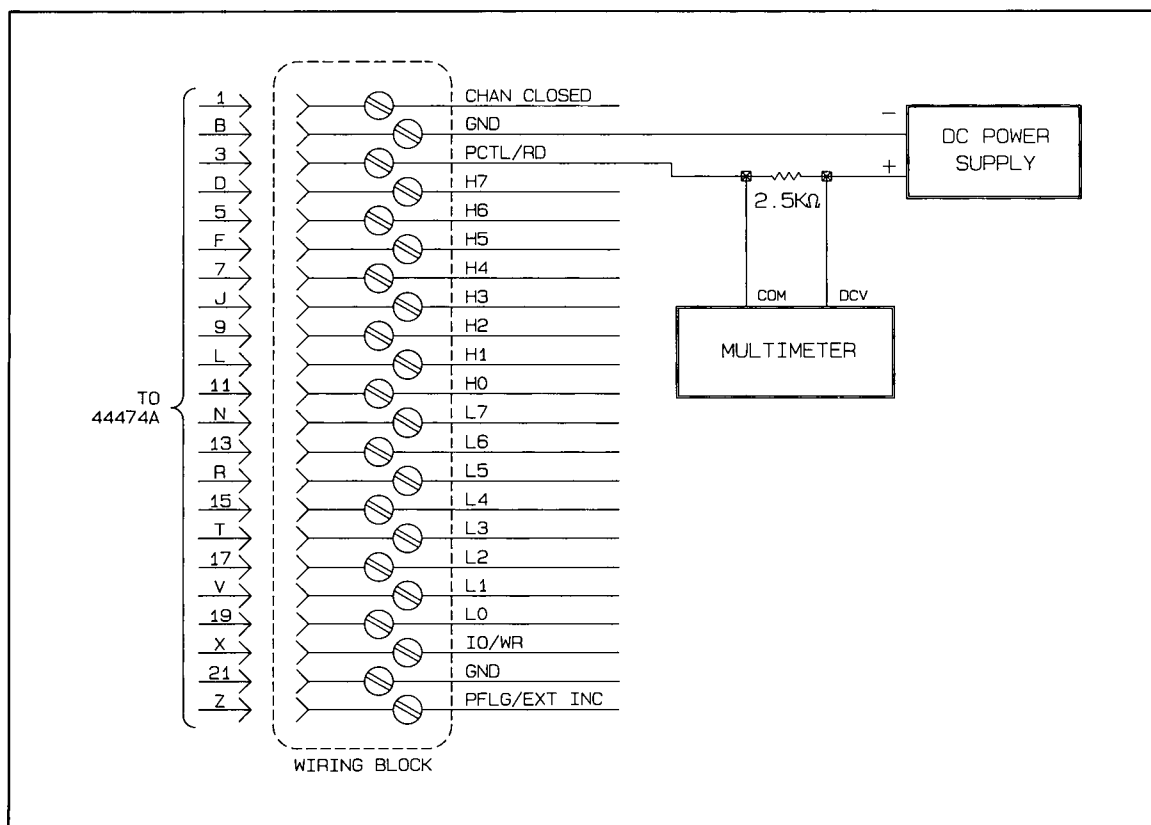 1 CHAN CLOSED
B GND
3 PCTL/RD
D H7
5 H6
F H5
7 H4
J H3
9 H2
L H1
11 H0
N L7
13 L6
R L5
15 L4
T L3
17 L2
V L1
19 L0
X IO/WR
21 GND
Z PFLG/EXT INC
TO
44474A
WIRING BLOCK
-
+
DC POWER
SUPPLY
2.5KΩ
COM DCV
MULTIMETER